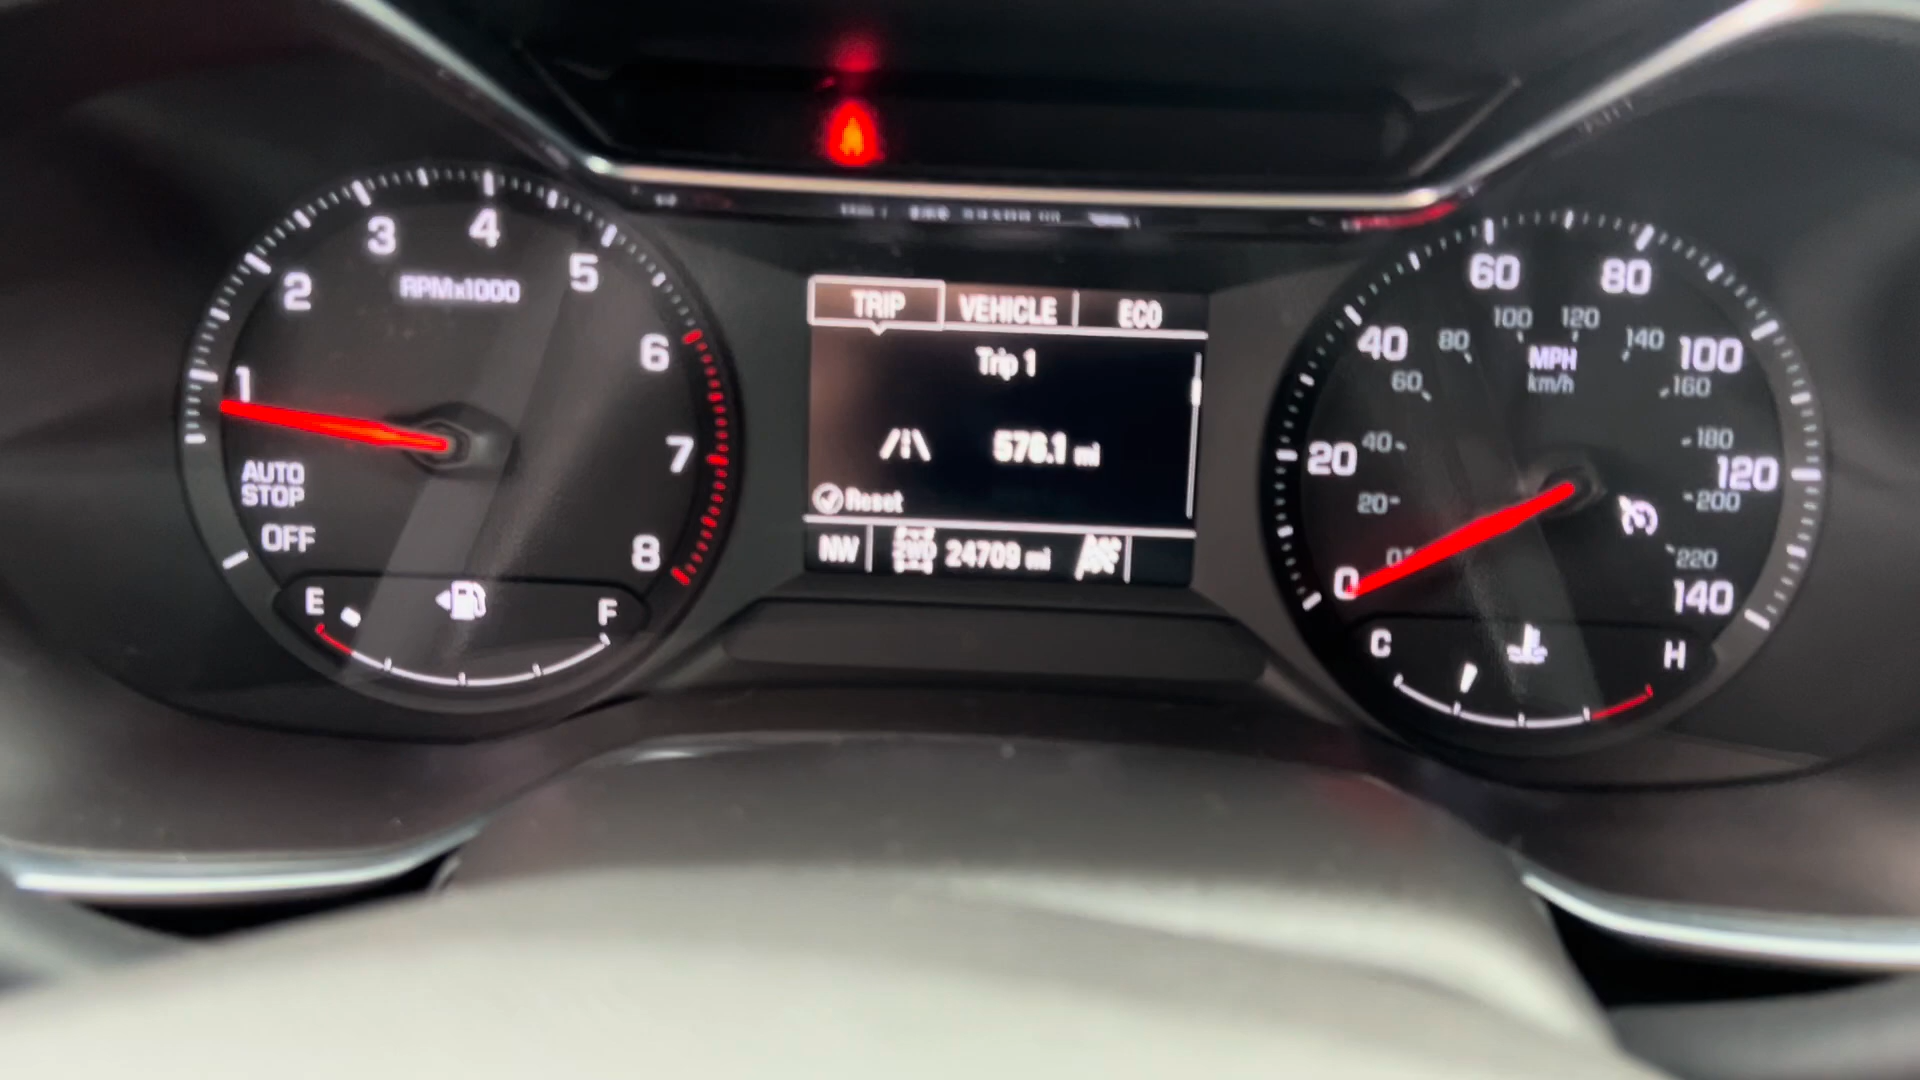 1 2 3 4 5 6 7 8
RPMx1000
AUTO
STOP
OFF
E F
TRIP VEHICLE ECO
Trip 1
576.1 mi
Reset
NW 2WD 24709 mi
0 20 40 60 80 100 120 140
MPH
km/h
20 40 60 80 100 120 140 160 180 200 220
C H